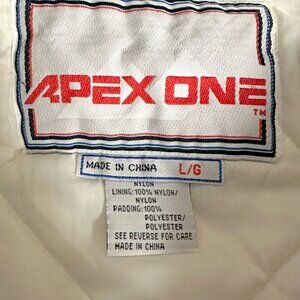 APEX ONE
TM
MADE IN CHINA L/G
NYLON
LINING: 100% NYLON/
NYLON
PADDING: 100%
POLYESTER/
POLYESTER
SEE REVERSE FOR CARE
MADE IN CHINA